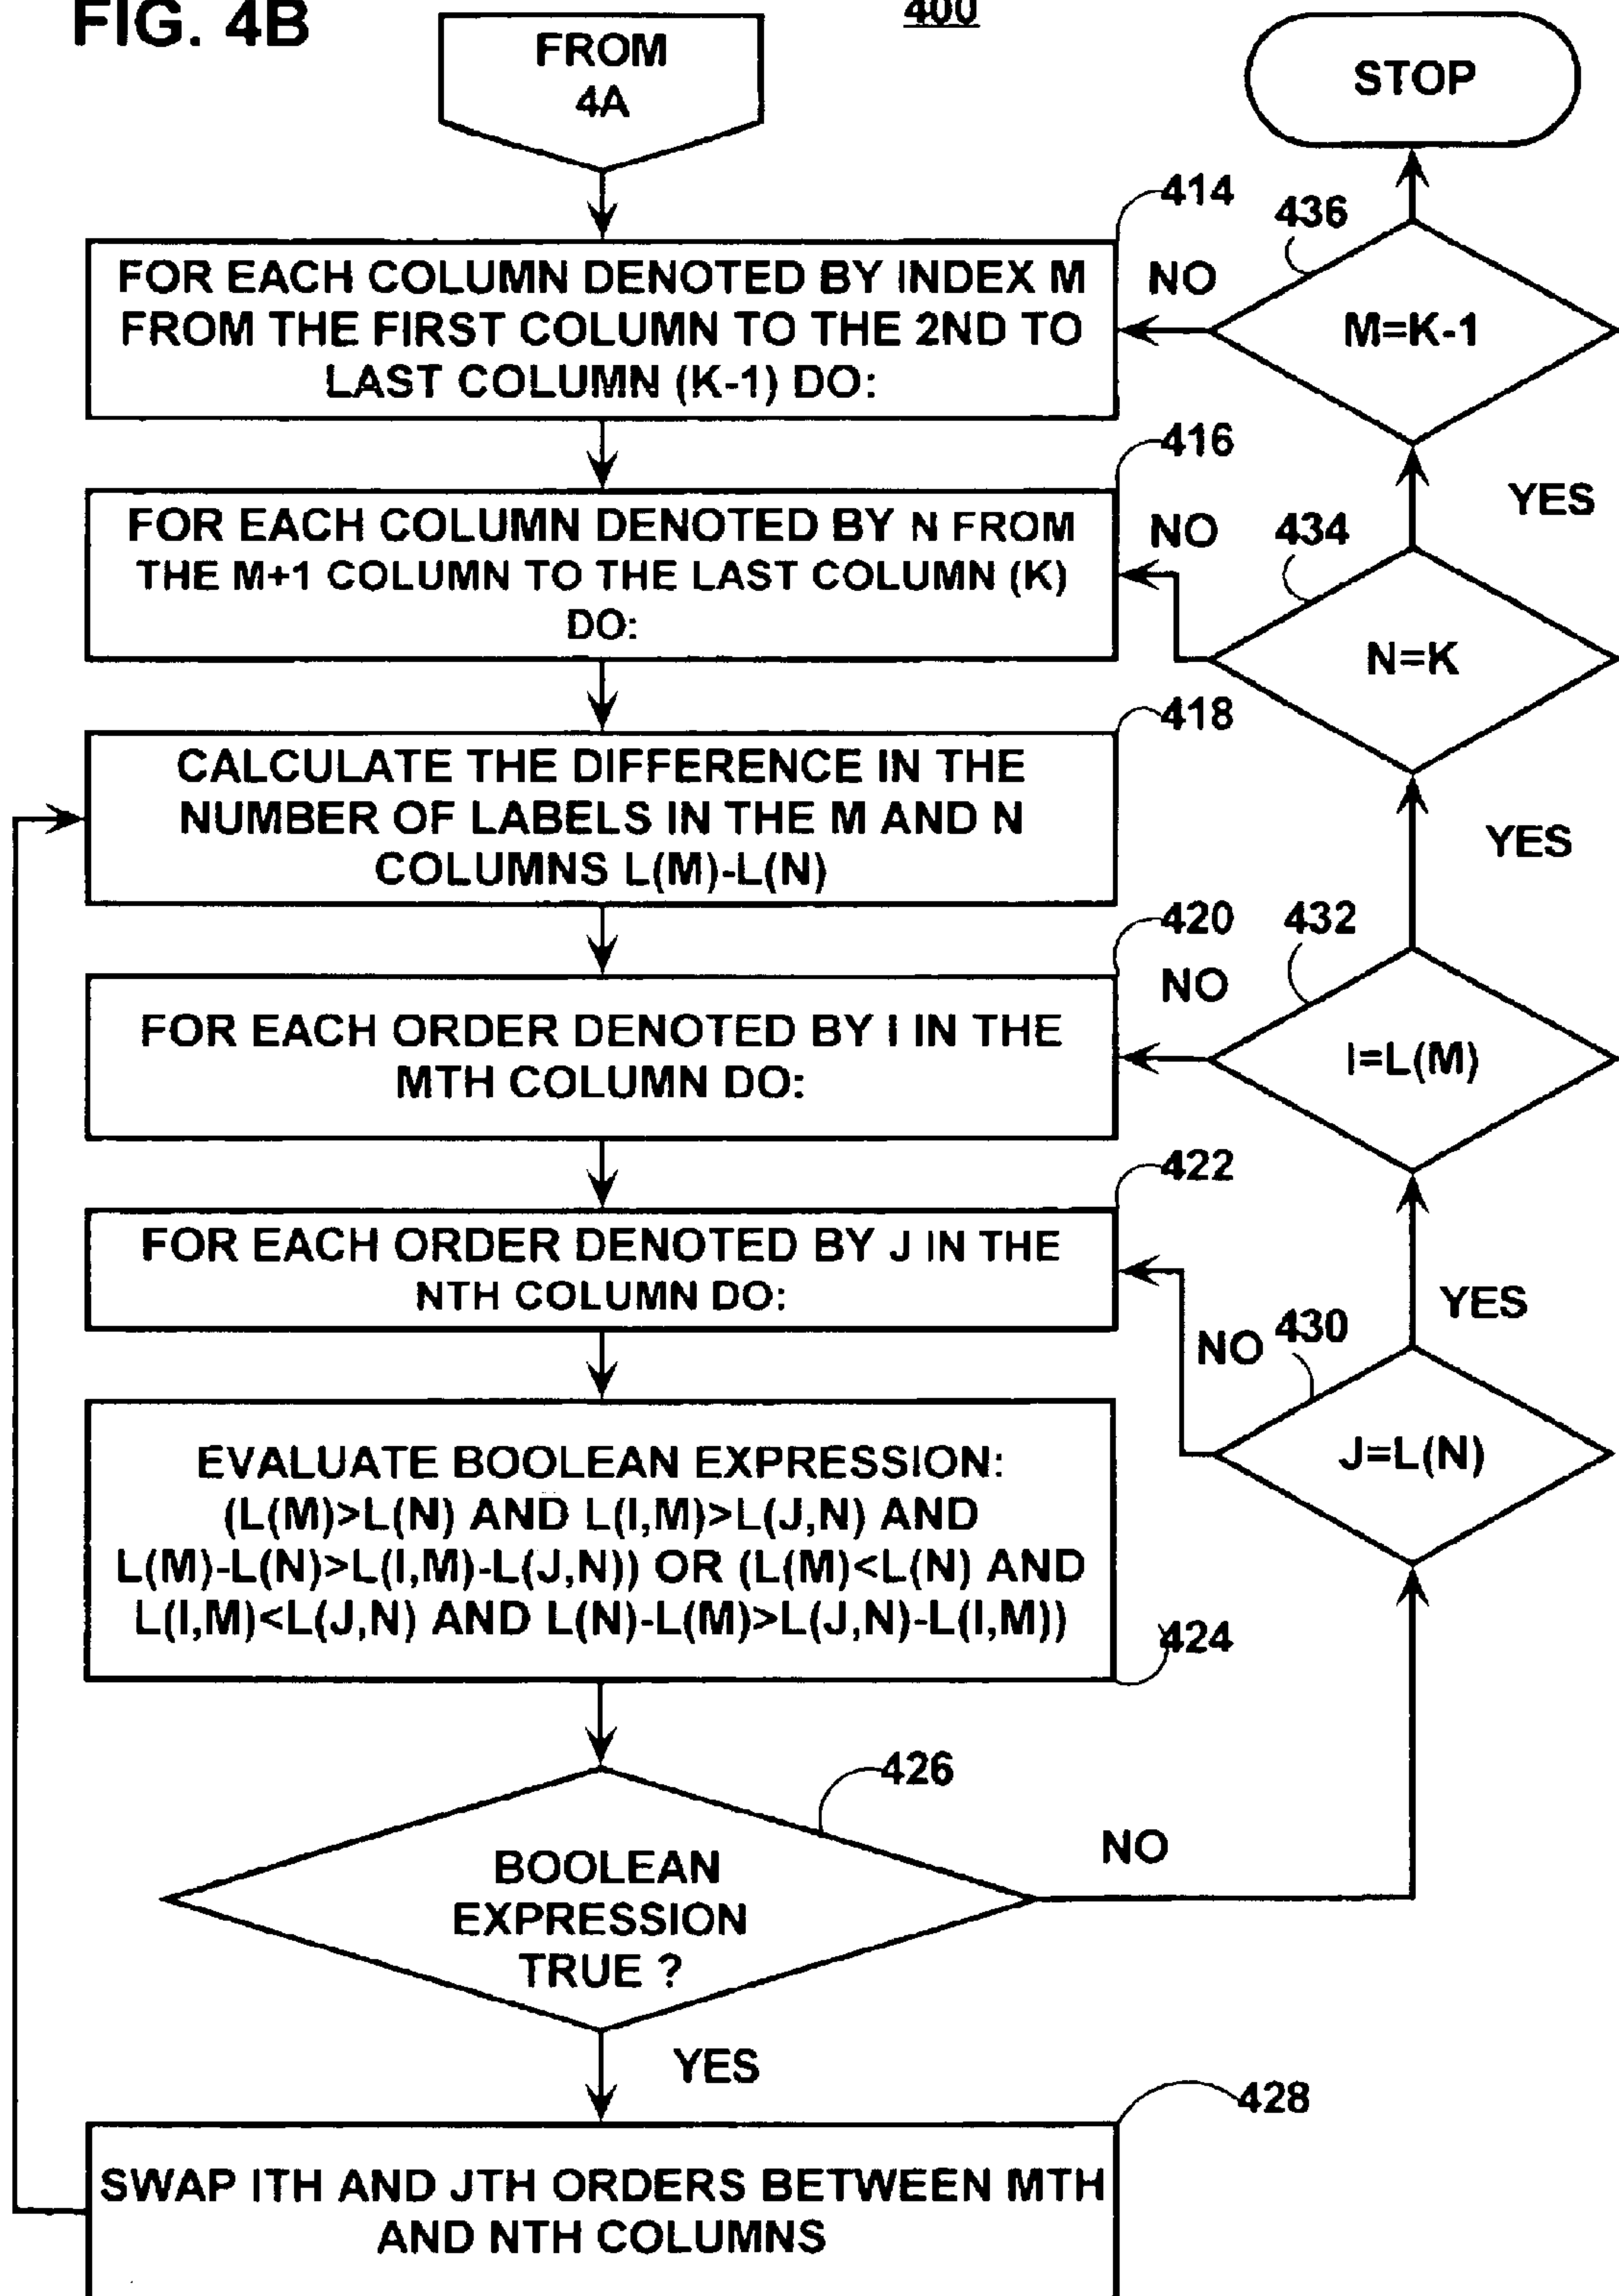 FIG. 4B
400
FROM
4A
STOP
414
436
FOR EACH COLUMN DENOTED BY INDEX M
FROM THE FIRST COLUMN TO THE 2ND TO
LAST COLUMN (K-1) DO:
NO
M=K-1
416
YES
434
FOR EACH COLUMN DENOTED BY N FROM
THE M+1 COLUMN TO THE LAST COLUMN (K)
DO:
NO
N=K
418
CALCULATE THE DIFFERENCE IN THE
NUMBER OF LABELS IN THE M AND N
COLUMNS L(M)-L(N)
YES
420
432
NO
FOR EACH ORDER DENOTED BY I IN THE
MTH COLUMN DO:
I=L(M)
422
FOR EACH ORDER DENOTED BY J IN THE
NTH COLUMN DO:
YES
430
NO
J=L(N)
EVALUATE BOOLEAN EXPRESSION:
(L(M)>L(N) AND L(I,M)>L(J,N) AND
L(M)-L(N)>L(I,M)-L(J,N)) OR (L(M)<L(N) AND
L(I,M)<L(J,N) AND L(N)-L(M)>L(J,N)-L(I,M))
424
426
BOOLEAN
EXPRESSION
TRUE ?
NO
YES
428
SWAP ITH AND JTH ORDERS BETWEEN MTH
AND NTH COLUMNS